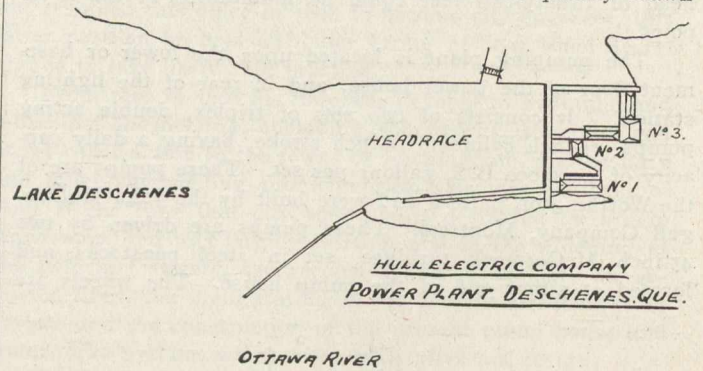 HEADRACE
Nº 3.
Nº 2
Nº 1
LAKE DESCHENES
HULL ELECTRIC COMPANY
POWER PLANT DESCHENES, QUE.
OTTAWA RIVER